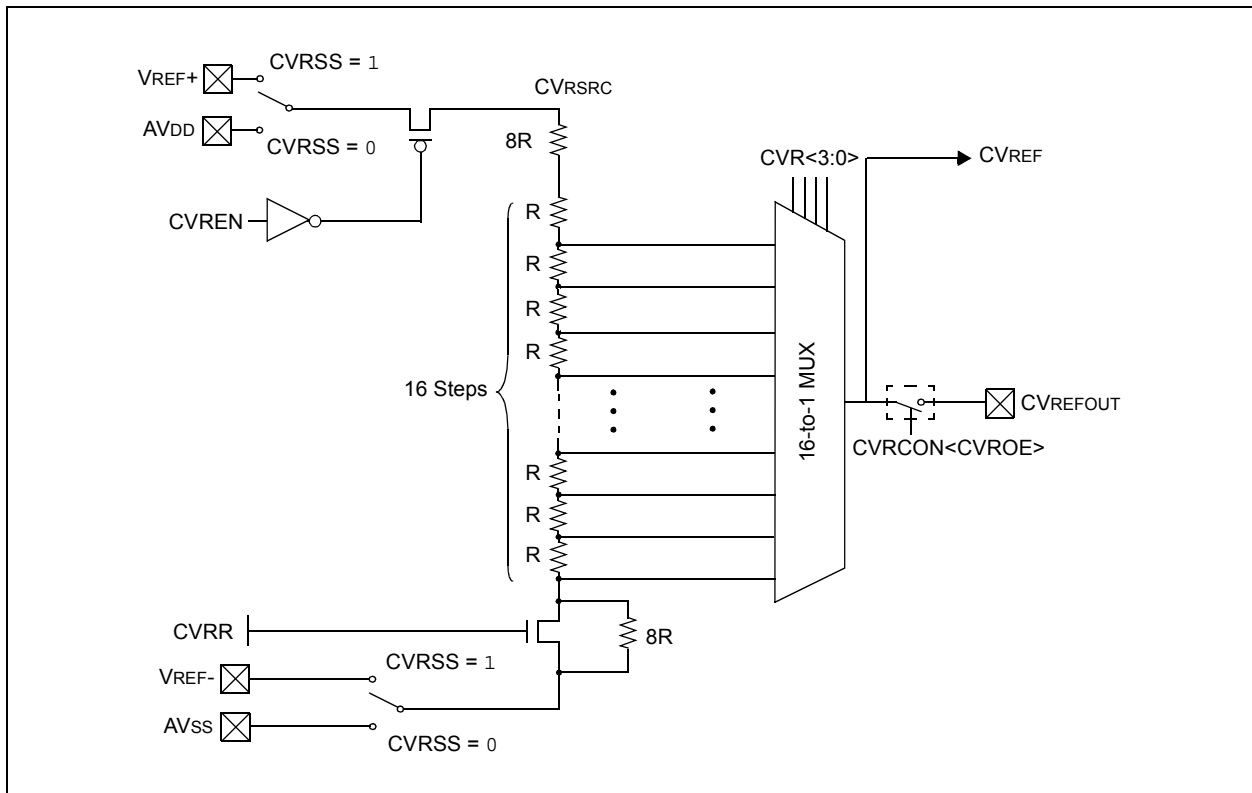 CVRSS = 1
VREF+
CVRSRC
AVDD
8R
CVRSS = 0
CVR<3:0>
CVREF
CVREN
R
R
R
R
16 Steps
16-to-1 MUX
CVREFOUT
CVRCON<CVROE>
R
R
R
CVRR
8R
CVRSS = 1
VREF-
AVSS
CVRSS = 0